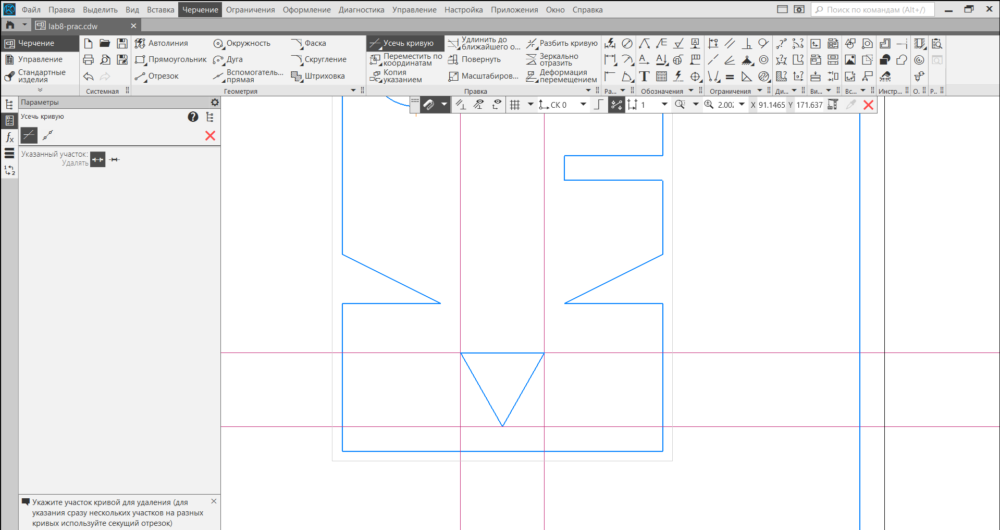 Файл Правка Выделить Вид Вставка Черчение Ограничения Оформление Диагностика Управление Настройка Приложения Окно Справка Поиск по командам (Alt+/)
lab8-prac.cdw
Черчение
Управление
Стандартные
изделия
Системная
Автолиния
Прямоугольник
Отрезок
Окружность
Дуга
Вспомогатель...
прямая
Фаска
Скругление
Штриховка
Геометрия
Усечь кривую
Переместить по
координатам
Копия
указанием
Удлинить до
ближайшего о...
Повернуть
Масштабиров...
Разбить кривую
Зеркально
отразить
Деформация
перемещением
Правка
Ра...
Обозначения
Ограничения
Ди...
Ви...
Вс...
Инстр...
О.
Р..
Параметры
СК 0
1
2.002
X 91.1465
Y 171.637
Усечь кривую
Указанный участок:
Удалять
Укажите участок кривой для удаления (для
указания сразу нескольких участков на разных
кривых используйте секущий отрезок)